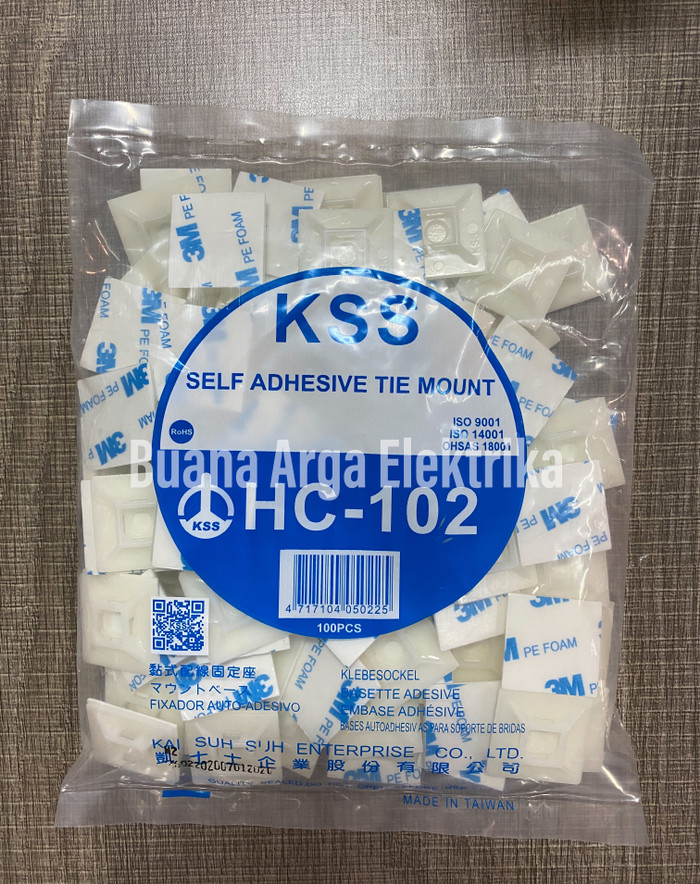 3M PE FOAM
KSS
SELF ADHESIVE TIE MOUNT
RoHS
ISO 9001
ISO 14001
OHSAS 18001
Buana Arga Elektrika
KSS
HC-102
4 717104 050225
100PCS
黏式配線固定座
マウントベース
FIXADOR AUTO-ADESIVO
KLEBESOCKEL
BASETTE ADESIVE
EMBASE ADHÉSIVE
BASES AUTOADHESIVAS PARA SOPORTE DE BRIDAS
KAI SUH SUH ENTERPRISE CO., LTD.
凱士士企業股份有限公司
MADE IN TAIWAN